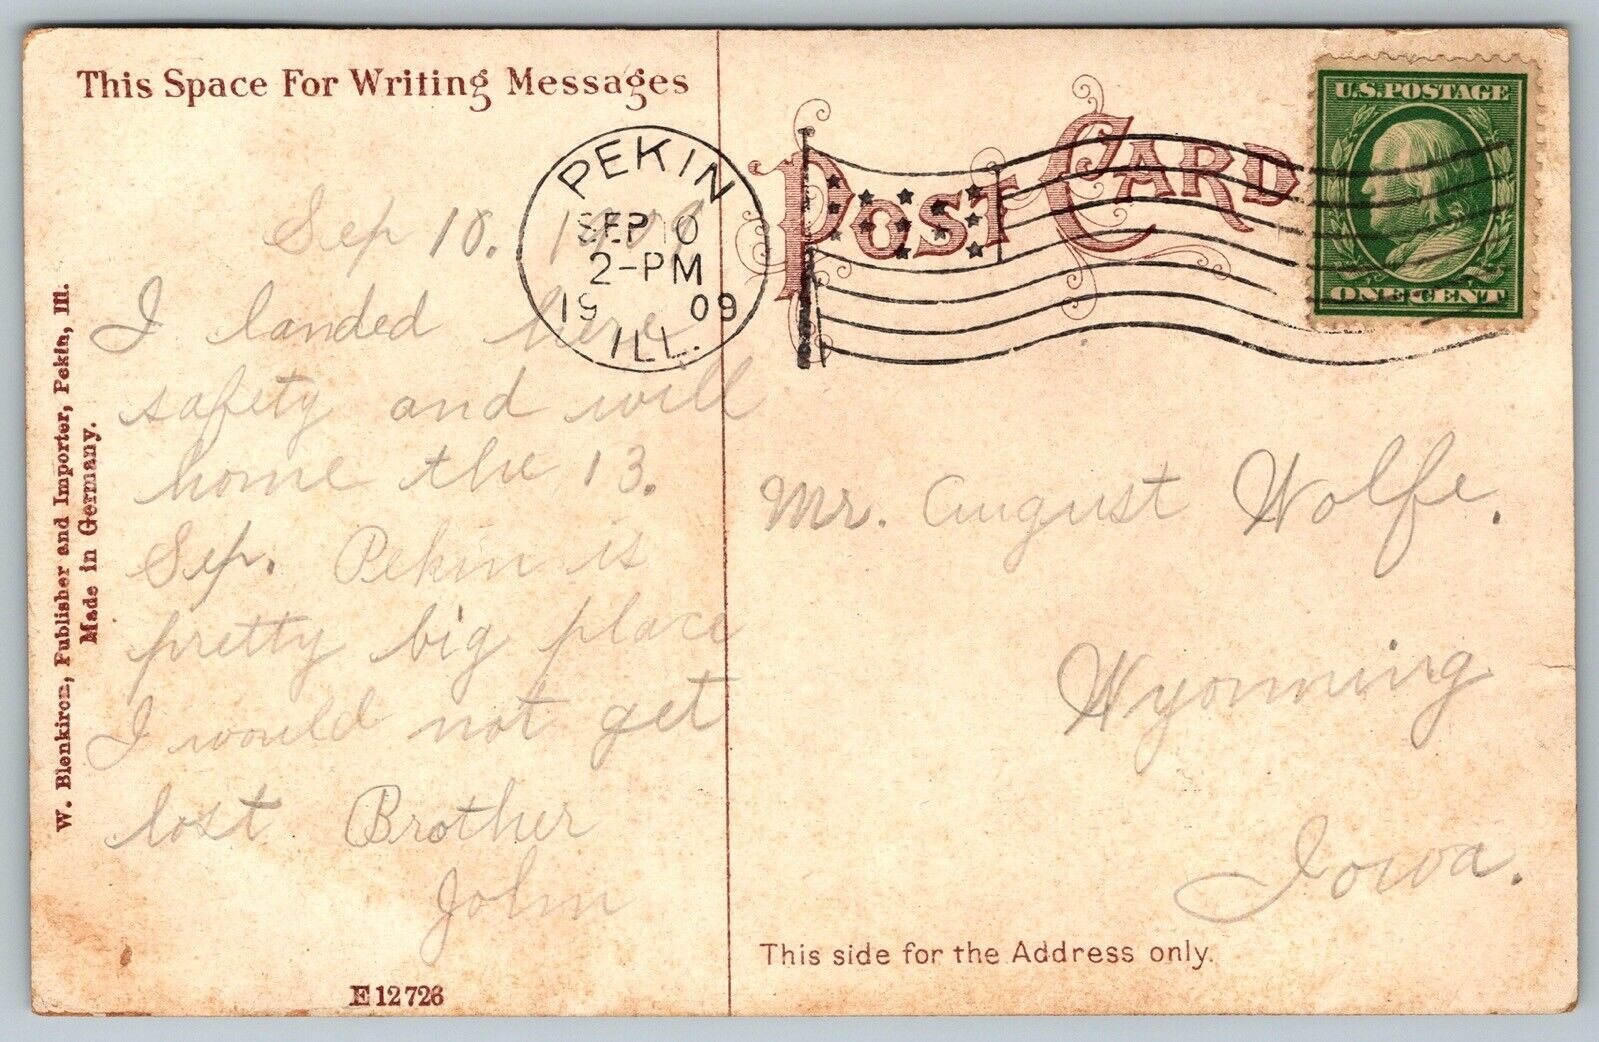 This Space For Writing Messages
Sep 10. 1909
I landed here
safety and will
home the 13.
Sep. Pekin is
pretty big place
I would not get
lost Brother
John
W. Blenkiron, Publisher and Importer, Pekin, Ill.
Made in Germany.
E 12726
PEKIN
SEP 10
2-PM
19 09
ILL.
POST CARD
U.S.POSTAGE
ONE CENT
Mr. August Wolfe.
Wyoming
Iowa.
This side for the Address only.